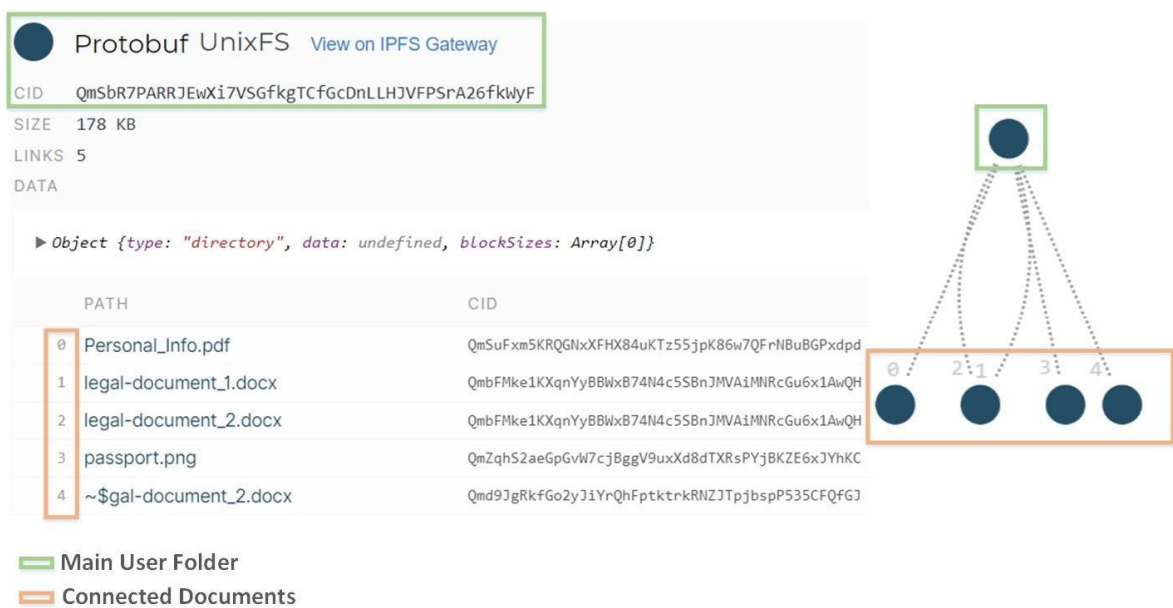 Protobuf UnixFS View on IPFS Gateway
CID QmSbR7PARRJEwXi7VSGfkgTCfGcDnLLHJVFPSrA26fkWyF
SIZE 178 KB
LINKS 5
DATA
▶ Object {type: "directory", data: undefined, blockSizes: Array[0]}
PATH CID
0 Personal_Info.pdf QmSuFxm5KRQGNxXFHX84uKTz55jpK86w7QFrNBuBGPxdpd
1 legal-document_1.docx QmbFMke1KXqnYyBBWxB74N4c5SBnJMVAiMNRcGu6x1AwQH
2 legal-document_2.docx QmbFMke1KXqnYyBBWxB74N4c5SBnJMVAiMNRcGu6x1AwQH
3 passport.png QmZqhS2aeGpGvW7cjBggV9uxXd8dTXRsPYjBKZE6xJYhKC
4 ~$gal-document_2.docx Qmd9JgRkfGo2yJiYrQhFptktrkRNZJTpjbspP535CFQfGJ
0 2 1 3 4
Main User Folder
Connected Documents